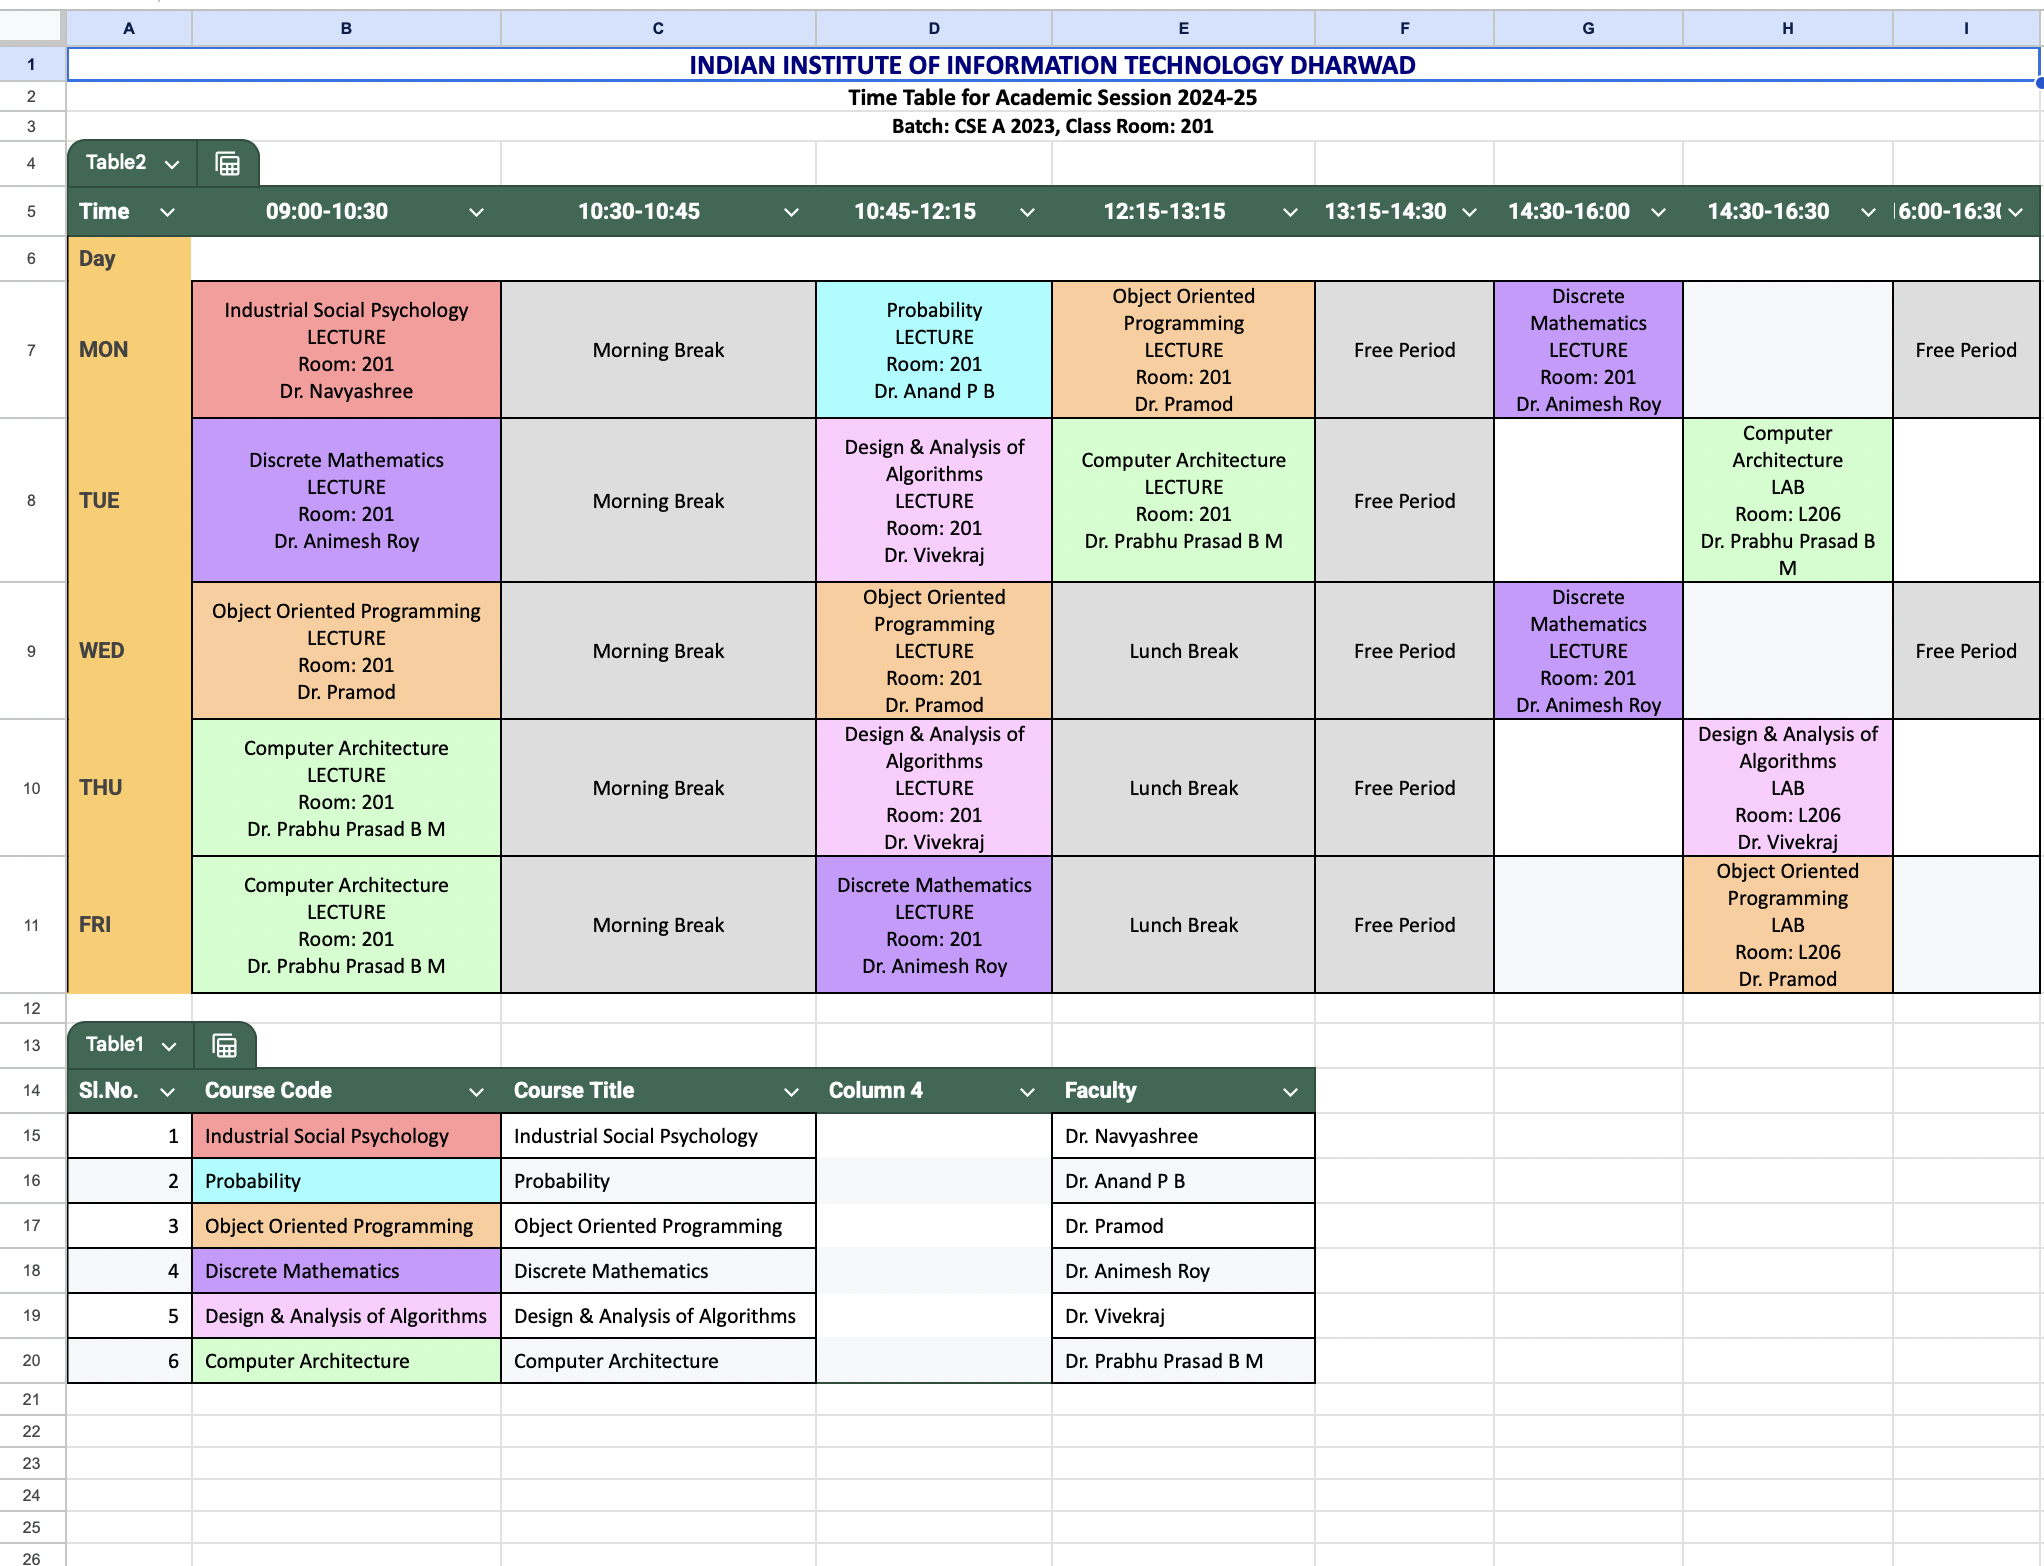 A B C D E F G H I
1 INDIAN INSTITUTE OF INFORMATION TECHNOLOGY DHARWAD
2 Time Table for Academic Session 2024-25
3 Batch: CSE A 2023, Class Room: 201
4 Table2
5 Time 09:00-10:30 10:30-10:45 10:45-12:15 12:15-13:15 13:15-14:30 14:30-16:00 14:30-16:30 6:00-16:30
6 Day
7 MON
Industrial Social Psychology
LECTURE
Room: 201
Dr. Navyashree
Morning Break
Probability
LECTURE
Room: 201
Dr. Anand P B
Object Oriented
Programming
LECTURE
Room: 201
Dr. Pramod
Free Period
Discrete
Mathematics
LECTURE
Room: 201
Dr. Animesh Roy
Free Period
8 TUE
Discrete Mathematics
LECTURE
Room: 201
Dr. Animesh Roy
Morning Break
Design & Analysis of
Algorithms
LECTURE
Room: 201
Dr. Vivekraj
Computer Architecture
LECTURE
Room: 201
Dr. Prabhu Prasad B M
Free Period
Computer
Architecture
LAB
Room: L206
Dr. Prabhu Prasad B
M
9 WED
Object Oriented Programming
LECTURE
Room: 201
Dr. Pramod
Morning Break
Object Oriented
Programming
LECTURE
Room: 201
Dr. Pramod
Lunch Break
Free Period
Discrete
Mathematics
LECTURE
Room: 201
Dr. Animesh Roy
Free Period
10 THU
Computer Architecture
LECTURE
Room: 201
Dr. Prabhu Prasad B M
Morning Break
Design & Analysis of
Algorithms
LECTURE
Room: 201
Dr. Vivekraj
Lunch Break
Free Period
Design & Analysis of
Algorithms
LAB
Room: L206
Dr. Vivekraj
11 FRI
Computer Architecture
LECTURE
Room: 201
Dr. Prabhu Prasad B M
Morning Break
Discrete Mathematics
LECTURE
Room: 201
Dr. Animesh Roy
Lunch Break
Free Period
Object Oriented
Programming
LAB
Room: L206
Dr. Pramod
12
13 Table1
14 Sl.No. Course Code Course Title Column 4 Faculty
15 1 Industrial Social Psychology Industrial Social Psychology Dr. Navyashree
16 2 Probability Probability Dr. Anand P B
17 3 Object Oriented Programming Object Oriented Programming Dr. Pramod
18 4 Discrete Mathematics Discrete Mathematics Dr. Animesh Roy
19 5 Design & Analysis of Algorithms Design & Analysis of Algorithms Dr. Vivekraj
20 6 Computer Architecture Computer Architecture Dr. Prabhu Prasad B M
21
22
23
24
25
26